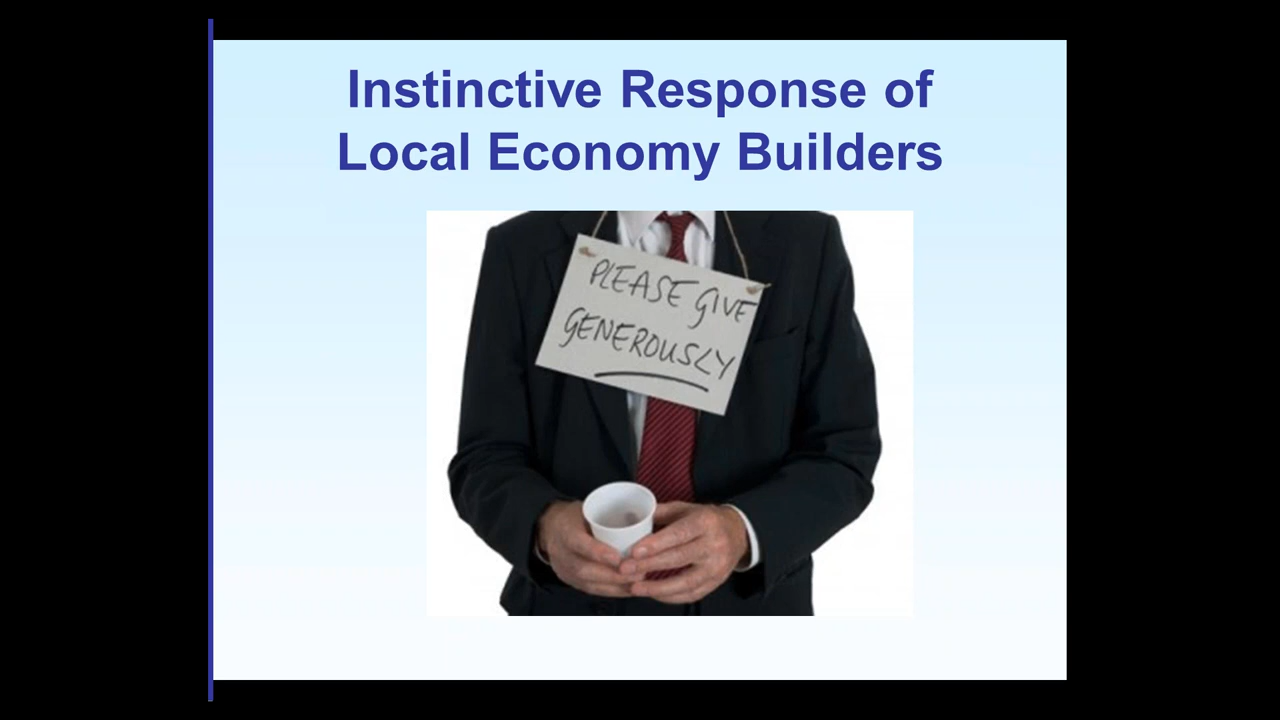 Instinctive Response of
Local Economy Builders
PLEASE GIVE
GENEROUSLY